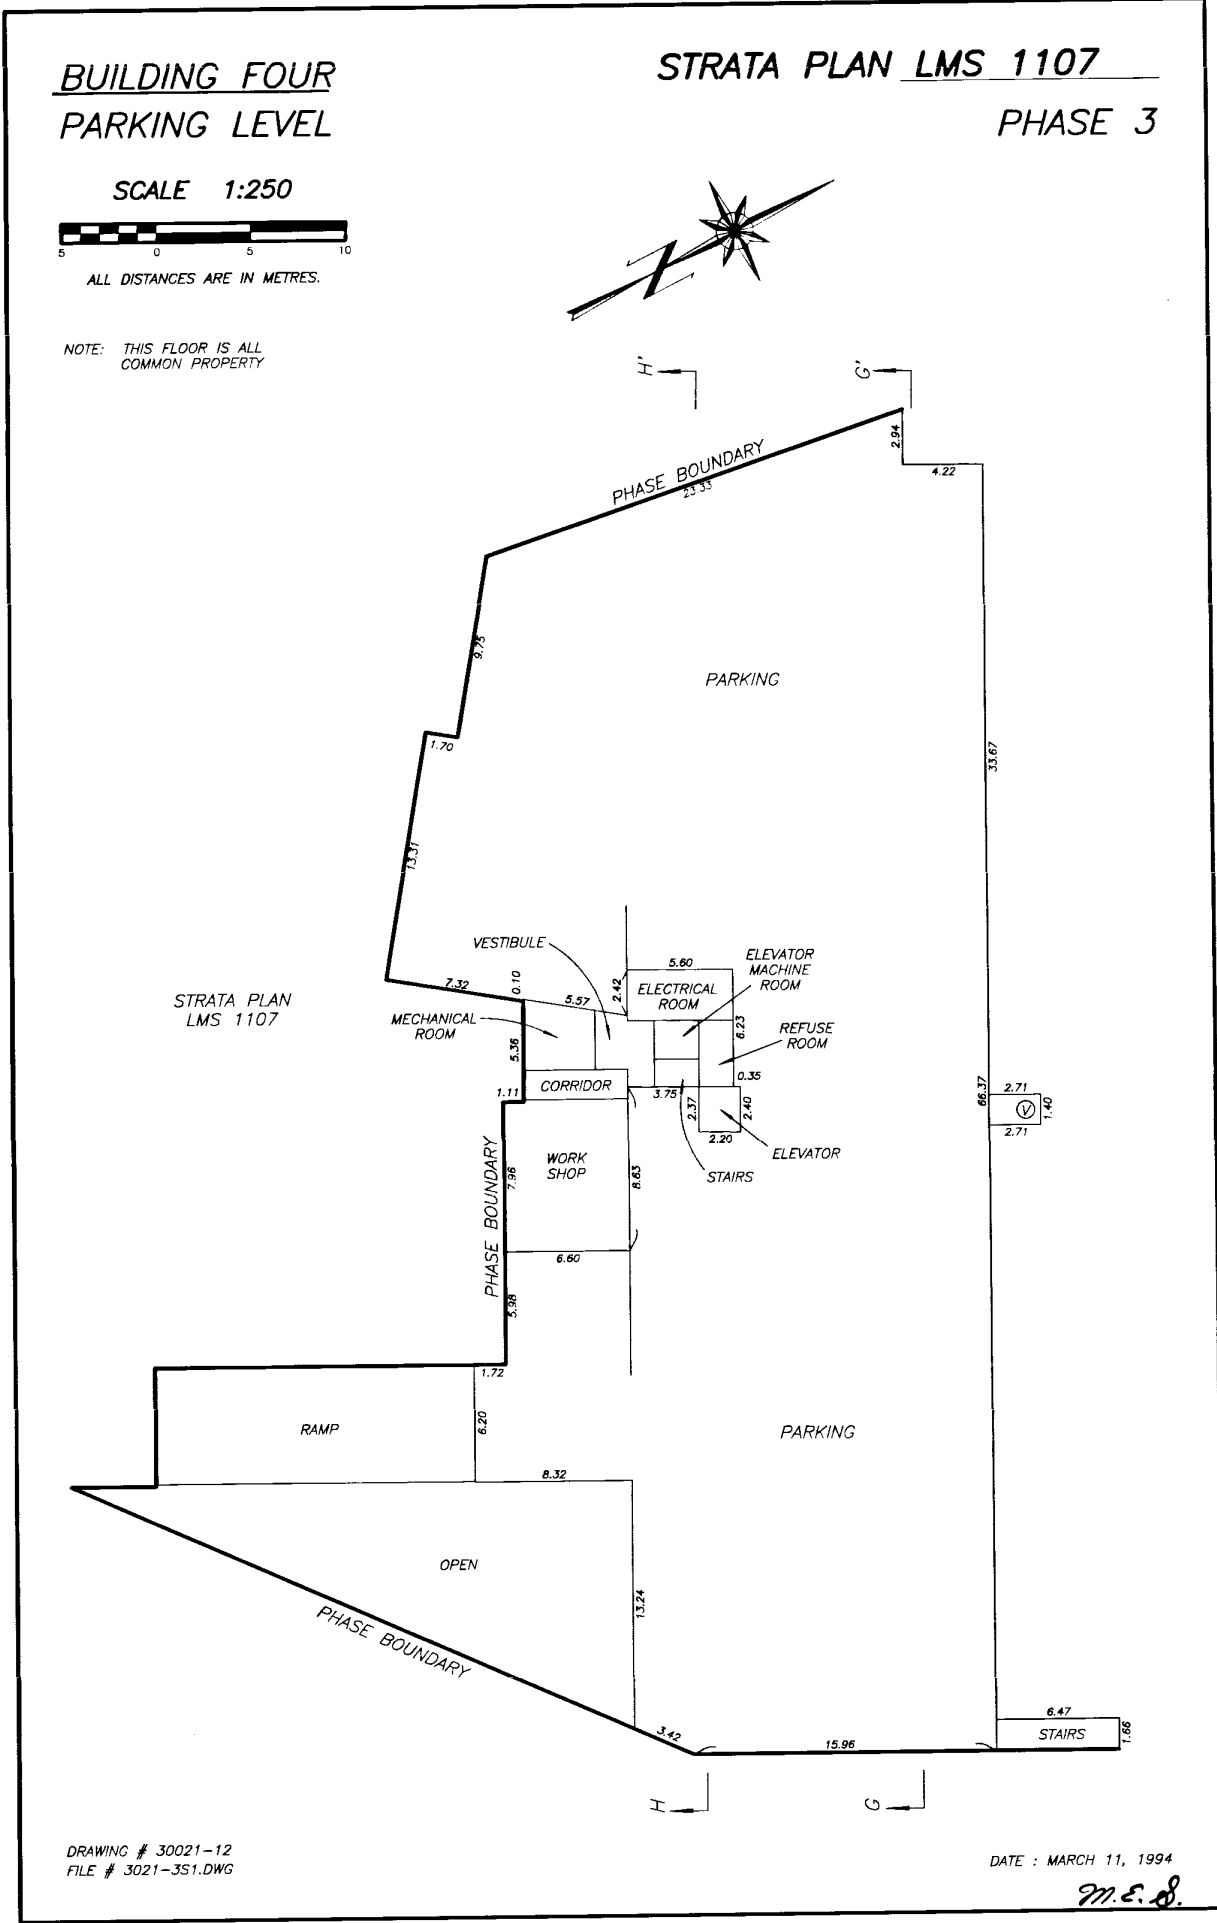 BUILDING FOUR
PARKING LEVEL
STRATA PLAN LMS 1107
PHASE 3
SCALE 1:250
5 0 5 10
ALL DISTANCES ARE IN METRES.
NOTE: THIS FLOOR IS ALL
COMMON PROPERTY
N
H'
G'
2.94
4.22
PHASE BOUNDARY
23.33
9.75
PARKING
1.70
33.67
13.31
VESTIBULE
ELEVATOR
MACHINE
ROOM
5.60
7.32
0.10
5.57
2.42
ELECTRICAL
ROOM
STRATA PLAN
LMS 1107
MECHANICAL
ROOM
5.36
6.23
REFUSE
ROOM
0.35
CORRIDOR
1.11
3.75
2.37
2.40
66.37
2.71
V
1.40
2.71
2.20
ELEVATOR
WORK
SHOP
STAIRS
PHASE BOUNDARY
7.96
8.63
6.60
5.98
1.72
RAMP
6.20
PARKING
8.32
OPEN
13.24
PHASE BOUNDARY
3.42
15.96
6.47
STAIRS
1.66
H
G
DRAWING # 30021-12
FILE # 3021-3S1.DWG
DATE : MARCH 11, 1994
M.E.S.